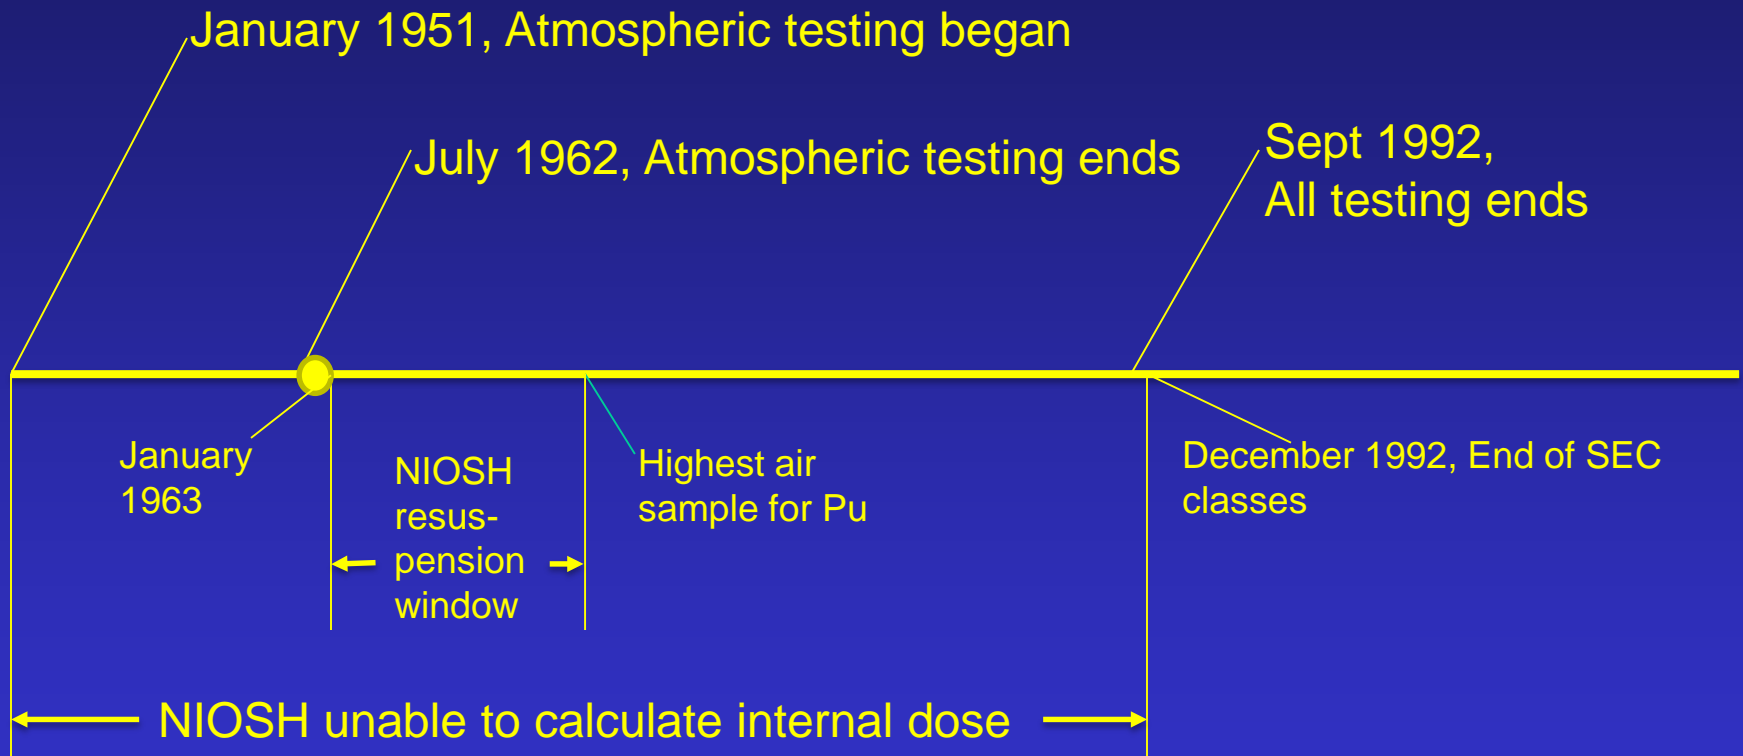 January 1951, Atmospheric testing began
July 1962, Atmospheric testing ends
Sept 1992,
All testing ends
January
1963
NIOSH
resus-
pension
window
Highest air
sample for Pu
December 1992, End of SEC
classes
NIOSH unable to calculate internal dose